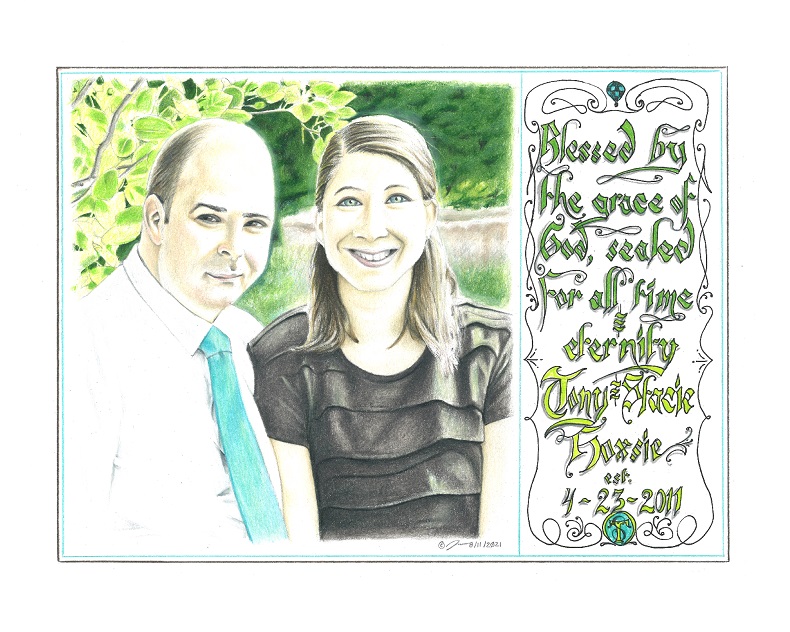 Blessed by
the grace of
God, sealed
for all time
&
eternity
Tony & Stacie
Hoxsie
est.
4-23-2011
T
© 8/11/2021